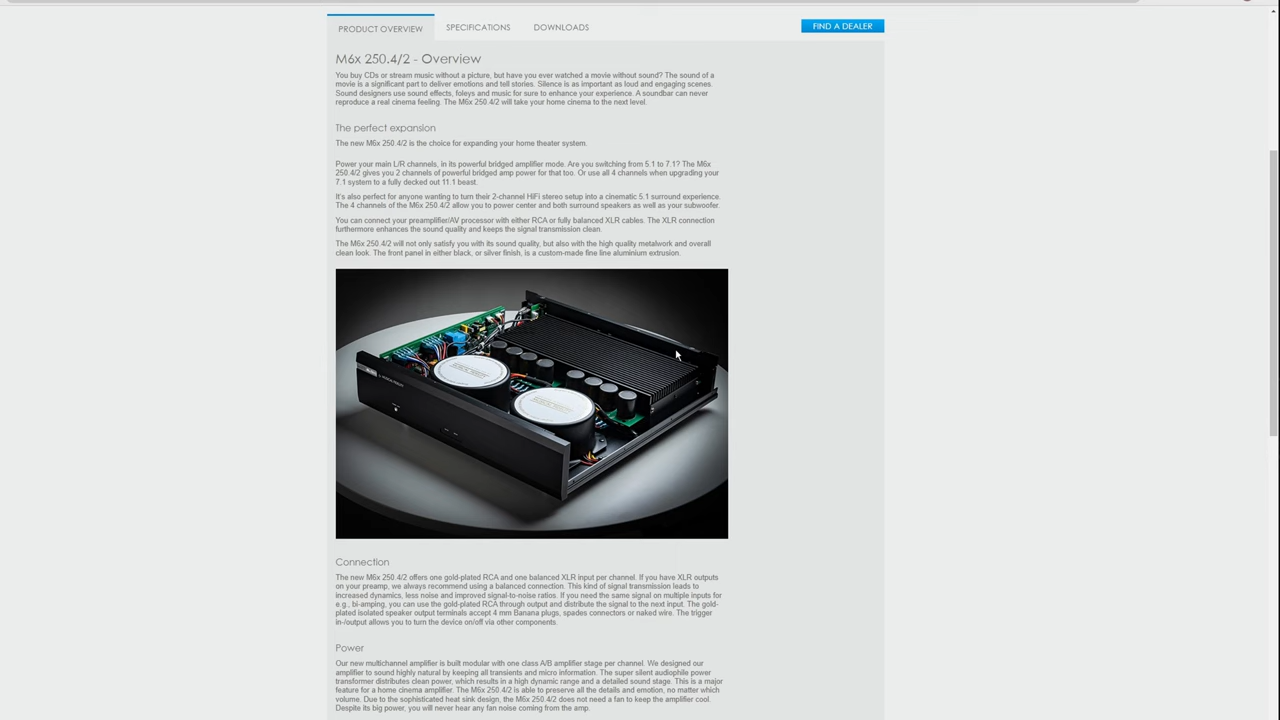 PRODUCT OVERVIEW
SPECIFICATIONS
DOWNLOADS
FIND A DEALER
M6x 250.4/2 - Overview
You buy CDs or stream music without a picture, but have you ever watched a movie without sound? The sound of a
movie is a significant part to deliver emotions and tell stories. Silence is as important as loud and engaging scenes.
Sound designers use sound effects, foleys and music for sure to enhance your experience. A soundbar can never
reproduce a real cinema feeling. The M6x 250.4/2 will take your home cinema to the next level.
The perfect expansion
The new M6x 250.4/2 is the choice for expanding your home theater system.
Power your main L/R channels, in its powerful bridged amplifier mode. Are you switching from 5.1 to 7.1? The M6x
250.4/2 gives you 2 channels of powerful bridged amp power for that too. Or use all 4 channels when upgrading your
7.1 system to a fully decked out 11.1 beast.
It's also perfect for anyone wanting to turn their 2-channel HiFi stereo setup into a cinematic 5.1 surround experience.
The 4 channels of the M6x 250.4/2 allow you to power center and both surround speakers as well as your subwoofer.
You can connect your preamplifier/AV processor with either RCA or fully balanced XLR cables. The XLR connection
furthermore enhances the sound quality and keeps the signal transmission clean.
The M6x 250.4/2 will not only satisfy you with its sound quality, but also with the high quality metalwork and overall
clean look. The front panel in either black, or silver finish, is a custom-made fine line aluminium extrusion.
Connection
The new M6x 250.4/2 offers one gold-plated RCA and one balanced XLR input per channel. If you have XLR outputs
on your preamp, we always recommend using a balanced connection. This kind of signal transmission leads to
increased dynamics, less noise and improved signal-to-noise ratios. If you need the same signal on multiple inputs for
e.g., bi-amping, you can use the gold-plated RCA through output and distribute the signal to the next input. The gold-
plated isolated speaker output terminals accept 4 mm Banana plugs, spades connectors or naked wire. The trigger
in-/output allows you to turn the device on/off via other components.
Power
Our new multichannel amplifier is built modular with one class A/B amplifier stage per channel. We designed our
amplifier to sound highly natural by keeping all transients and micro information. The super silent audiophile power
transformer distributes clean power, which results in a high dynamic range and a detailed sound stage. This is a major
feature for a home cinema amplifier. The M6x 250.4/2 is able to preserve all the details and emotion, no matter which
volume. Due to the sophisticated heat sink design, the M6x 250.4/2 does not need a fan to keep the amplifier cool.
Despite its big power, you will never hear any fan noise coming from the amp.